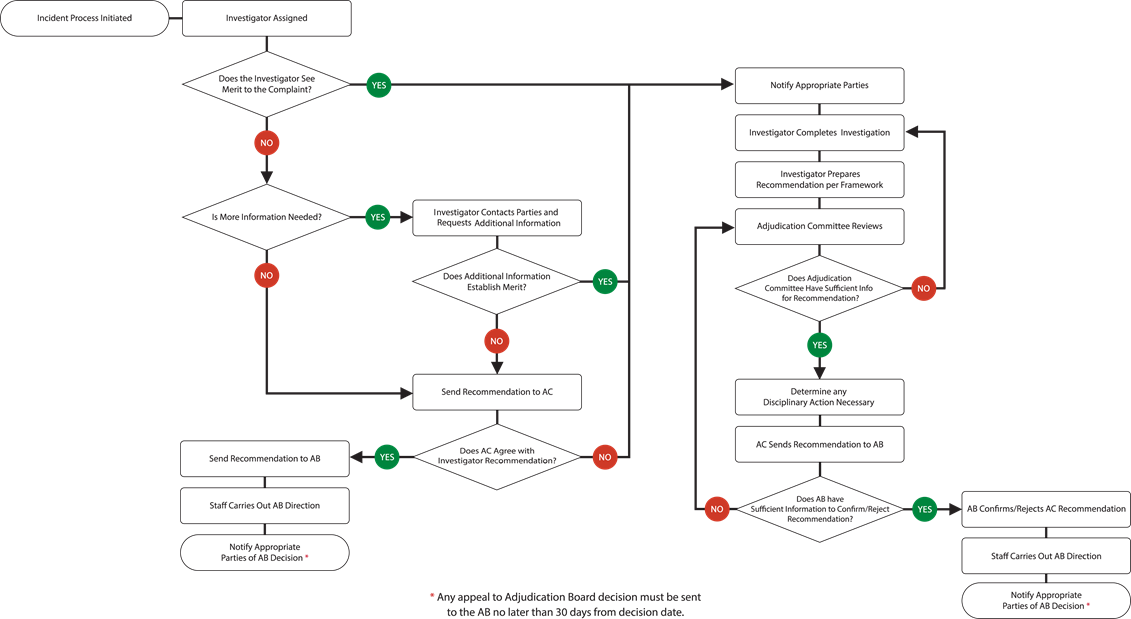 Incident Process Initiated
Investigator Assigned
Does the Investigator See
Merit to the Complaint?
YES
NO
Is More Information Needed?
YES
NO
Investigator Contacts Parties and
Requests Additional Information
Does Additional Information
Establish Merit?
YES
NO
Send Recommendation to AC
Does AC Agree with
Investigator Recommendation?
YES
NO
Send Recommendation to AB
Staff Carries Out AB Direction
Notify Appropriate
Parties of AB Decision *
Notify Appropriate Parties
Investigator Completes Investigation
Investigator Prepares
Recommendation per Framework
Adjudication Committee Reviews
Does Adjudication
Committee Have Sufficient Info
for Recommendation?
NO
YES
Determine any
Disciplinary Action Necessary
AC Sends Recommendation to AB
Does AB have
Sufficient Information to Confirm/Reject
Recommendation?
NO
YES
AB Confirms/Rejects AC Recommendation
Staff Carries Out AB Direction
Notify Appropriate
Parties of AB Decision *
* Any appeal to Adjudication Board decision must be sent
to the AB no later than 30 days from decision date.